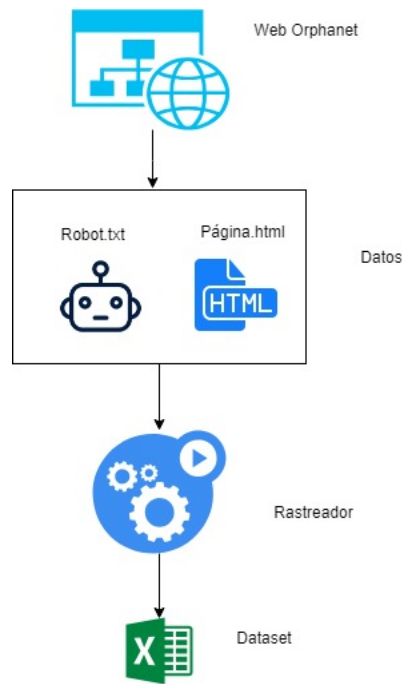 Web Orphanet
Robot.txt
Página.html
Datos
HTML
Rastreador
X
Dataset